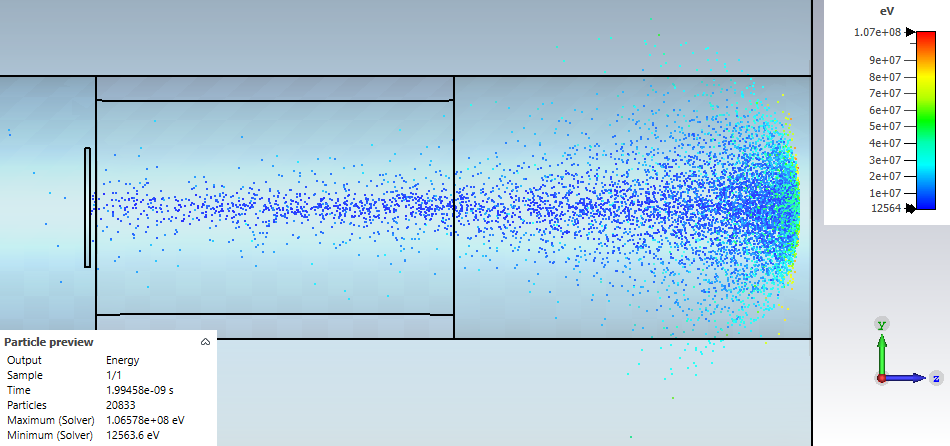 eV
1.07e+08
9e+07
8e+07
7e+07
6e+07
5e+07
4e+07
3e+07
2e+07
1e+07
12564
Particle preview
Output Energy
Sample 1/1
Time 1.99458e-09 s
Particles 20833
Maximum (Solver) 1.06578e+08 eV
Minimum (Solver) 12563.6 eV
y
z